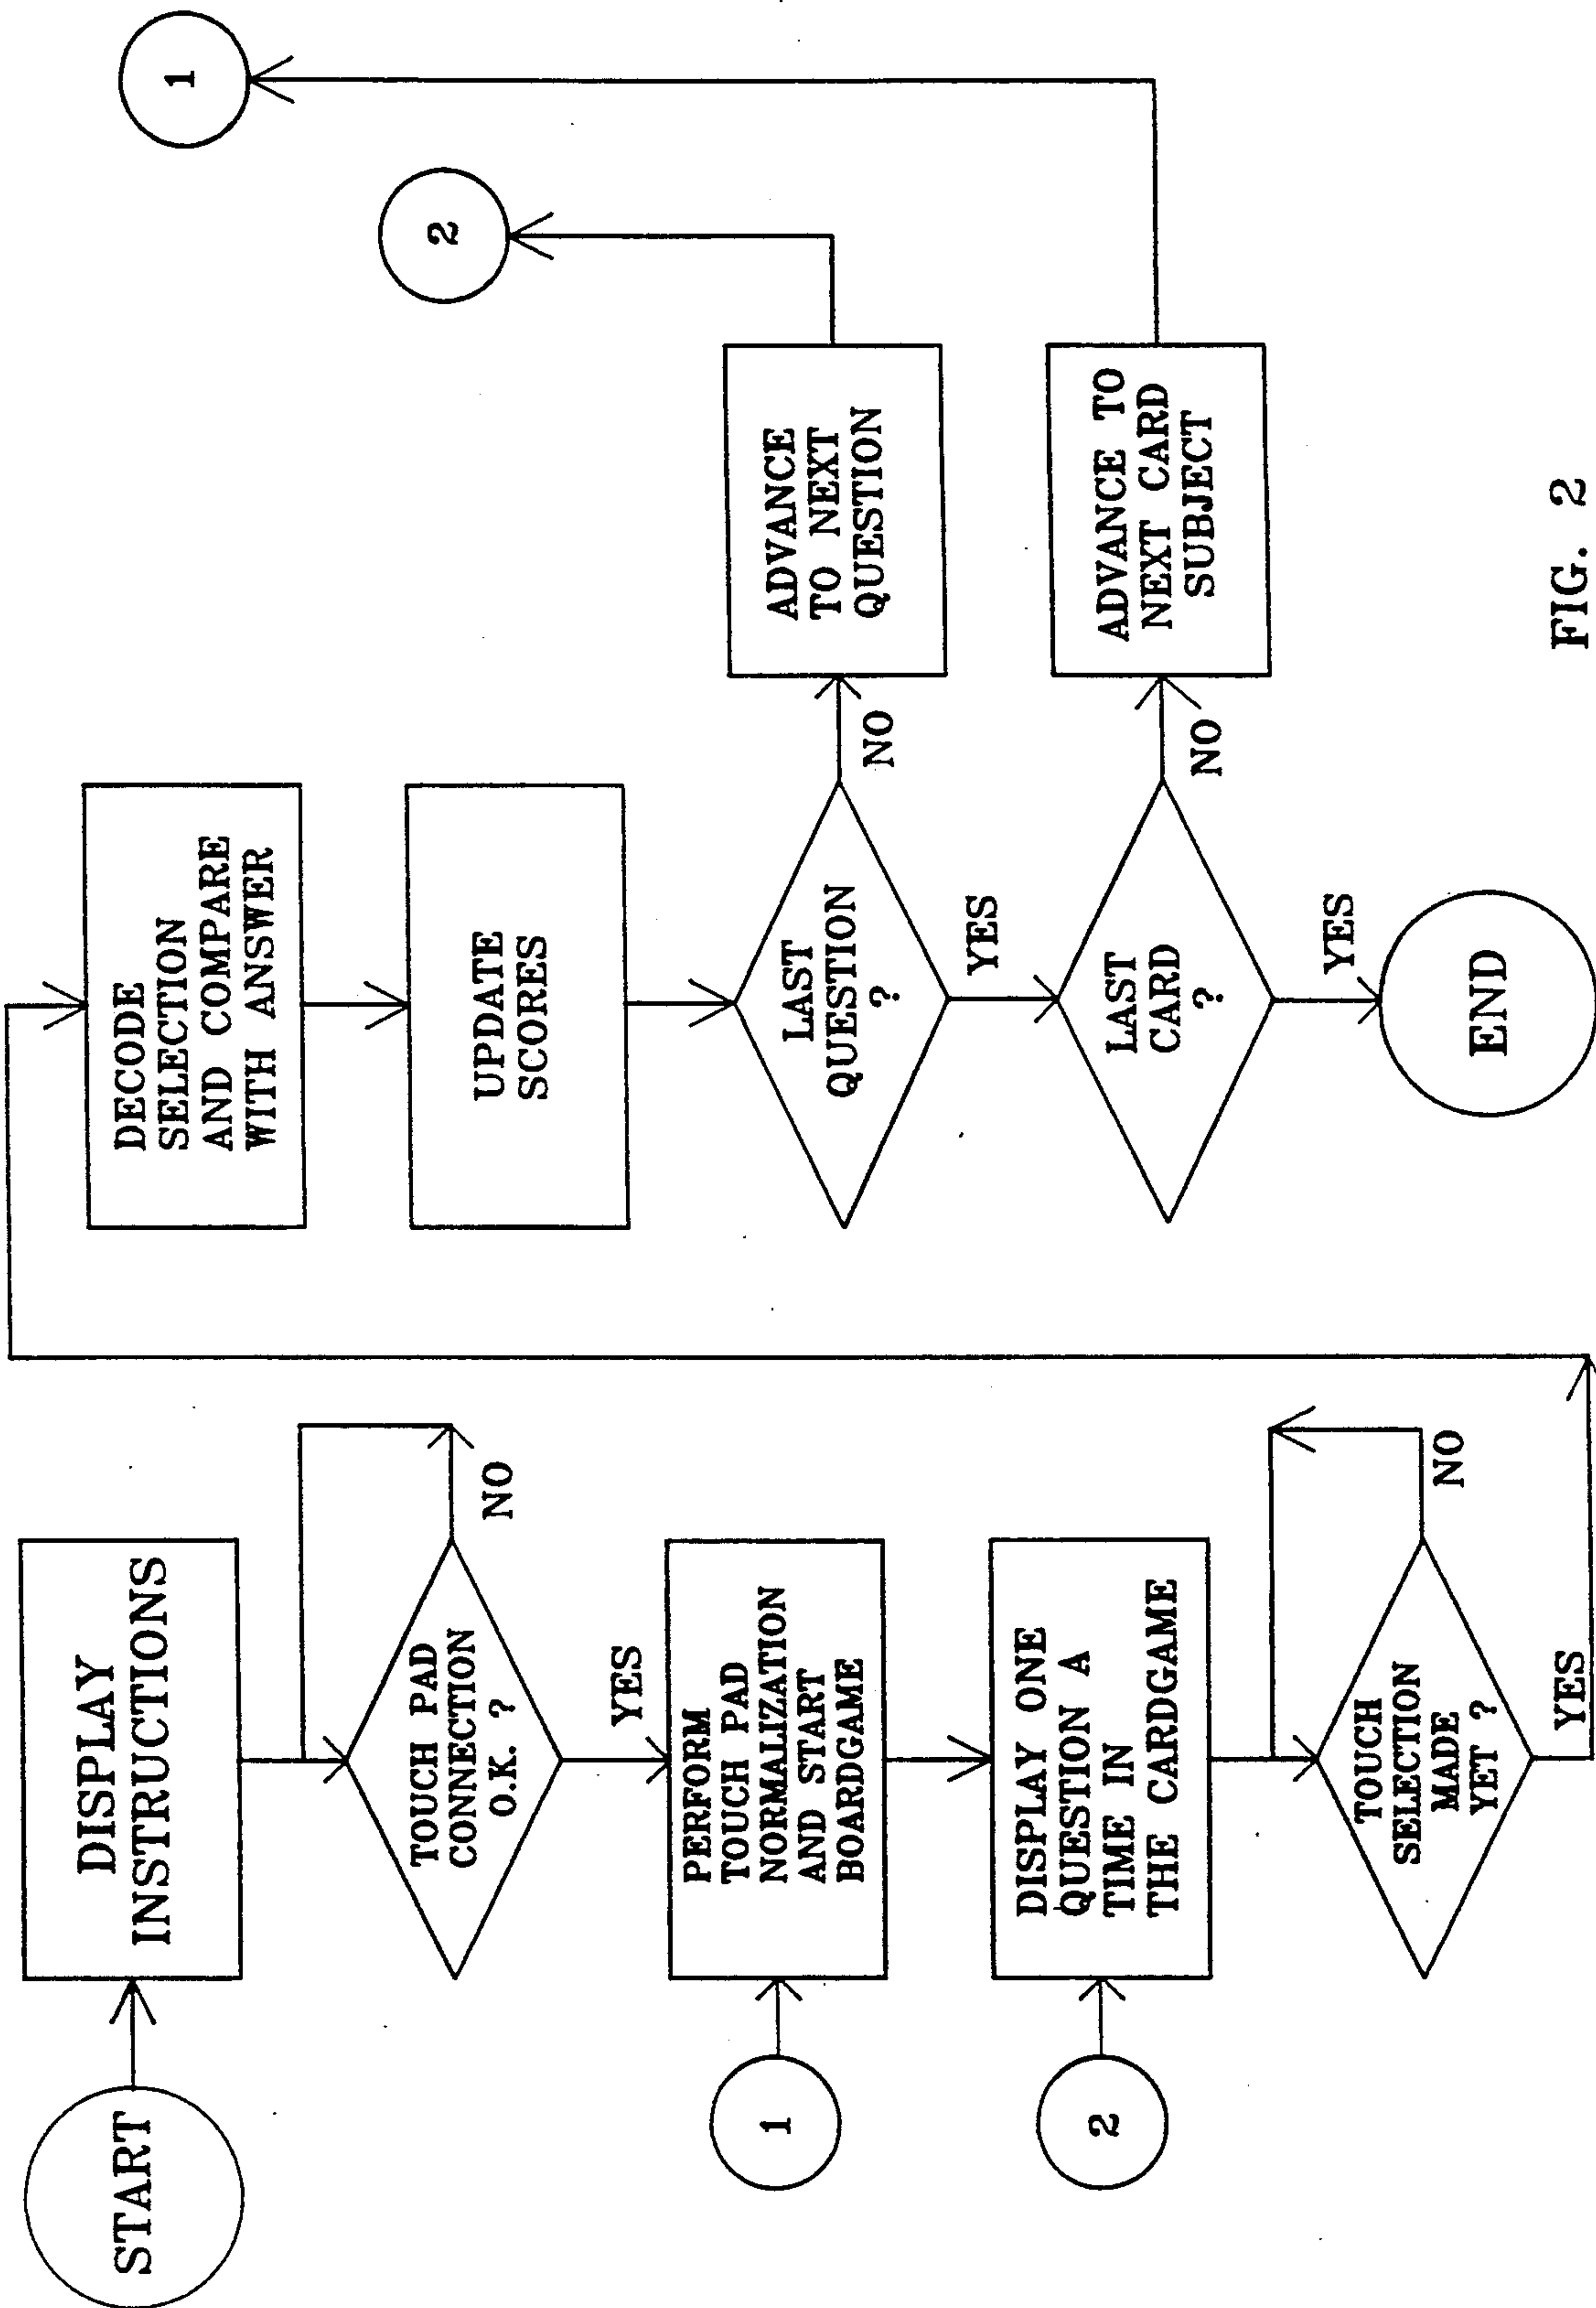 START
DISPLAY
INSTRUCTIONS
TOUCH PAD
CONNECTION
O.K. ?
NO
YES
1
PERFORM
TOUCH PAD
NORMALIZATION
AND START
BOARDGAME
2
DISPLAY ONE
QUESTION A
TIME IN
THE CARDGAME
TOUCH
SELECTION
MADE
YET ?
NO
YES
DECODE
SELECTION
AND COMPARE
WITH ANSWER
UPDATE
SCORES
LAST
QUESTION
?
NO
ADVANCE
TO NEXT
QUESTION
2
YES
LAST
CARD
?
NO
ADVANCE TO
NEXT CARD
SUBJECT
1
YES
END
FIG. 2